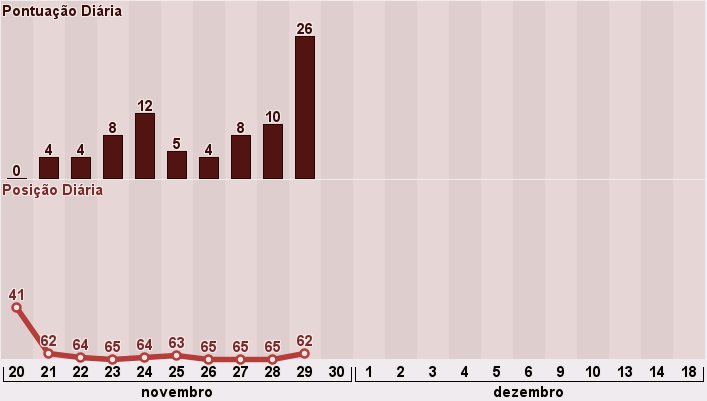 Pontuação Diária
0 4 4 8 12 5 4 8 10 26
Posição Diária
41 62 64 65 64 63 65 65 65 62
20 21 22 23 24 25 26 27 28 29 30 1 2 3 4 5 6 9 10 13 14 18
novembro dezembro